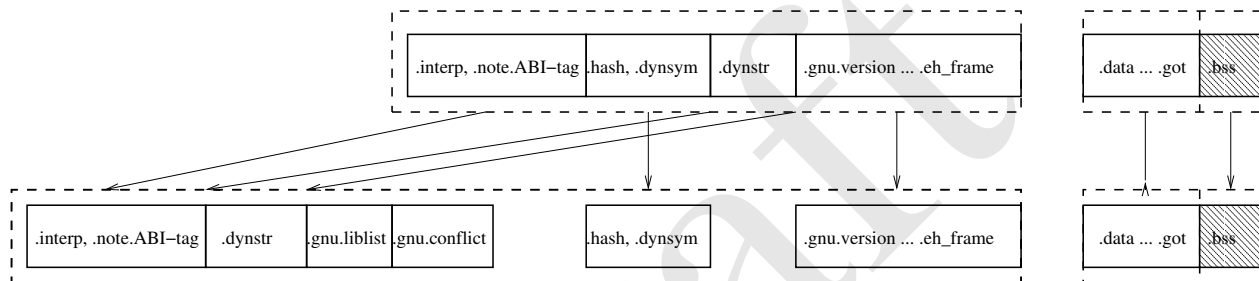 .interp, .note.ABI−tag .hash, .dynsym .dynstr .gnu.version ... .eh_frame .data ... .got .bss
.interp, .note.ABI−tag .dynstr .gnu.liblist .gnu.conflict .hash, .dynsym .gnu.version ... .eh_frame .data ... .got .bss